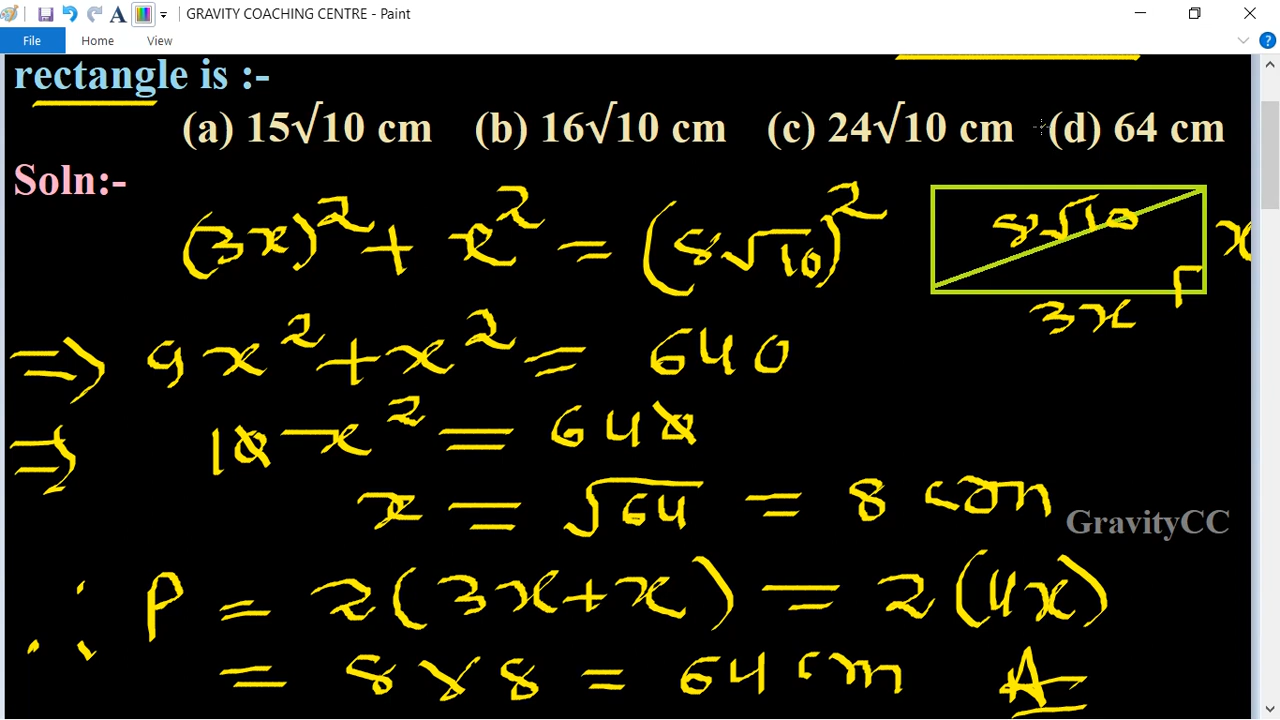 GRAVITY COACHING CENTRE - Paint
File Home View
rectangle is :-
(a) 15√10 cm (b) 16√10 cm (c) 24√10 cm (d) 64 cm
Soln:-
(3x)² + x² = (8√10)²
8√10
x
3x
=> 9x² + x² = 640
=> 10x² = 640
x = √64 = 8 cm
GravityCC
∴ P = 2(3x+x) = 2(4x)
= 8 × 8 = 64 cm A